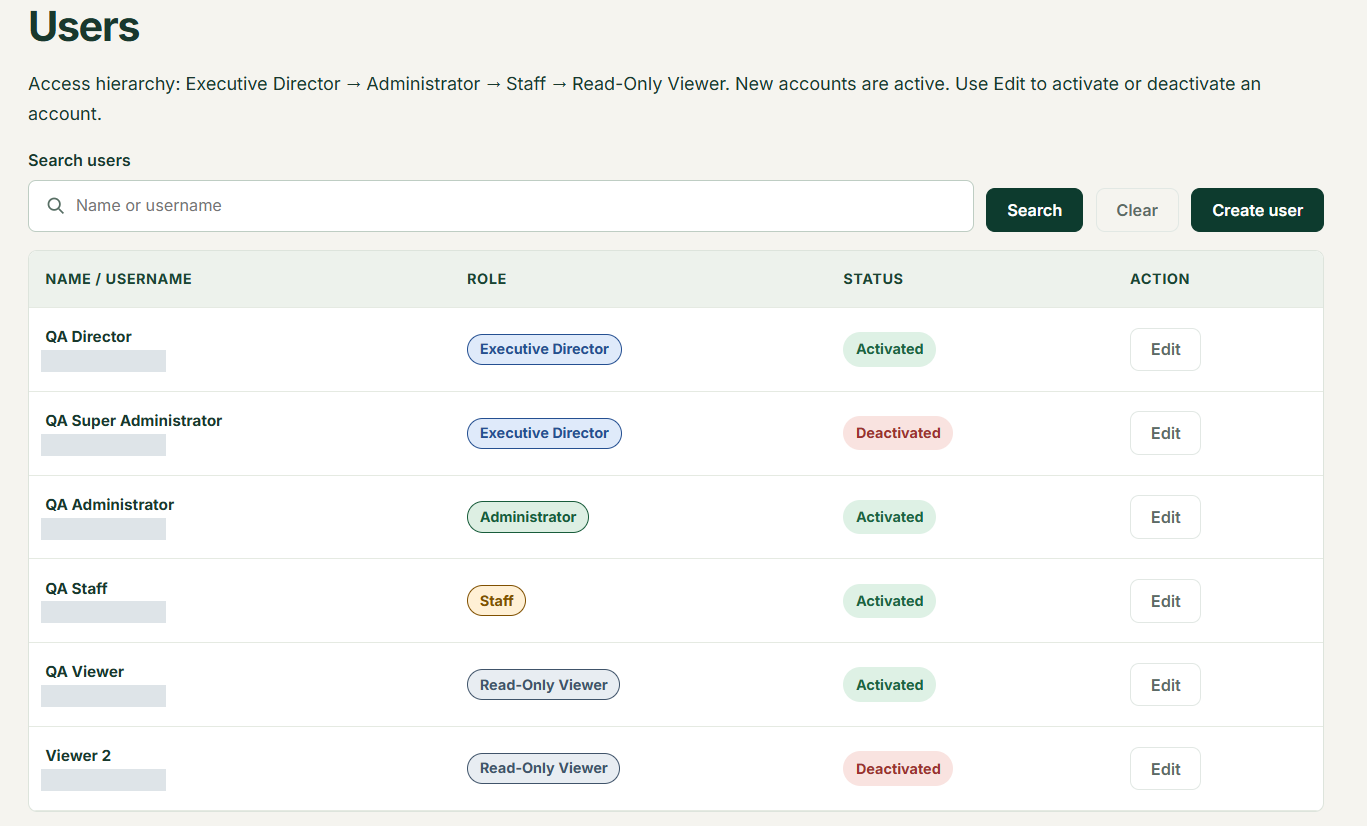 Users
Access hierarchy: Executive Director → Administrator → Staff → Read-Only Viewer. New accounts are active. Use Edit to activate or deactivate an
account.
Search users
Name or username
Search
Clear
Create user
NAME / USERNAME ROLE STATUS ACTION
QA Director
Executive Director Activated Edit
QA Super Administrator
Executive Director Deactivated Edit
QA Administrator
Administrator Activated Edit
QA Staff
Staff Activated Edit
QA Viewer
Read-Only Viewer Activated Edit
Viewer 2
Read-Only Viewer Deactivated Edit